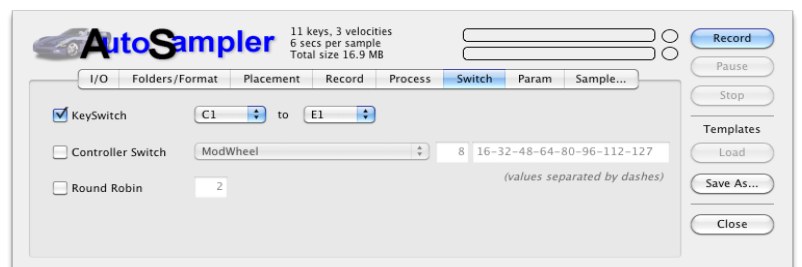 AutoSampler
11 keys, 3 velocities
6 secs per sample
Total size 16.9 MB
Record
Pause
Stop
Templates
Load
Save As...
Close
I/O Folders/Format Placement Record Process Switch Param Sample...
KeySwitch C1 to E1
Controller Switch ModWheel 8 16-32-48-64-80-96-112-127
(values separated by dashes)
Round Robin 2